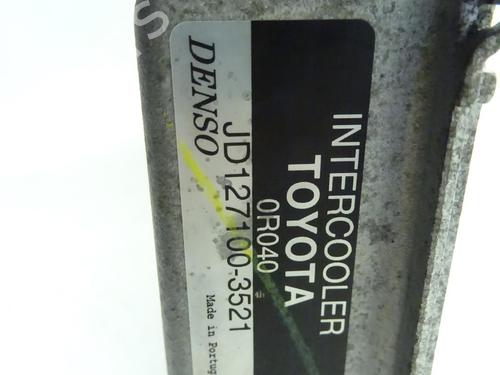 INTERCOOLER
TOYOTA
0R040
DENSO
JD127100-3521
Made in Portug